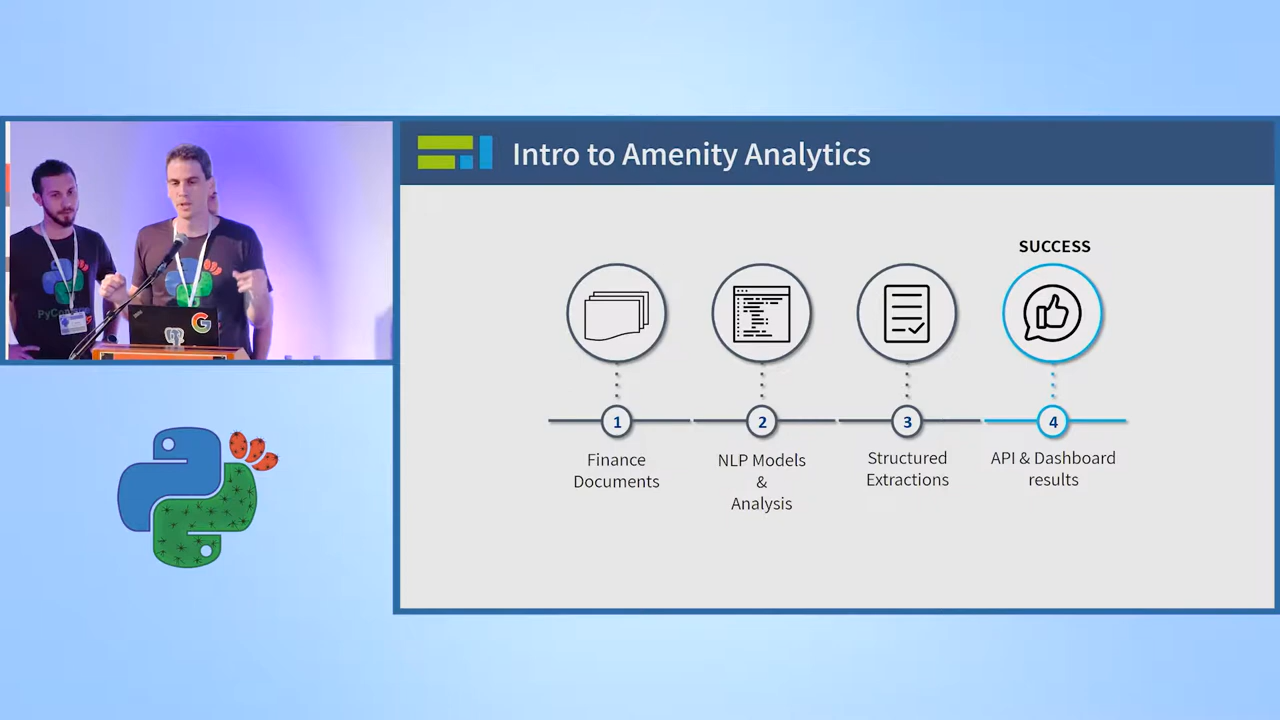 Intro to Amenity Analytics
SUCCESS
1
2
3
4
Finance
Documents
NLP Models
&
Analysis
Structured
Extractions
API & Dashboard
results
G